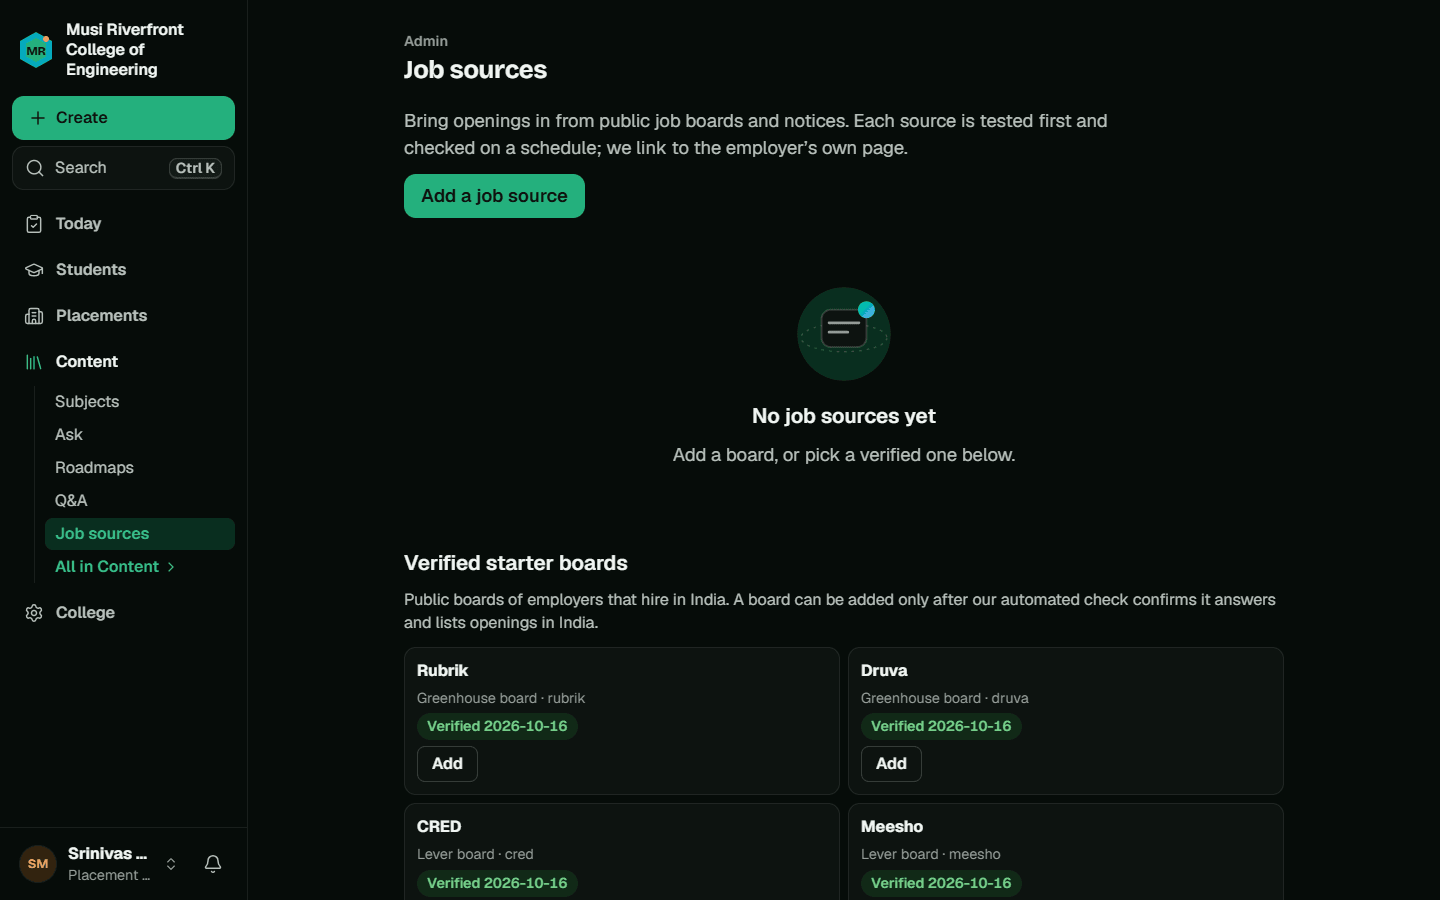 MR
Musi Riverfront
College of
Engineering
Create
Search
Ctrl K
Today
Students
Placements
Content
Subjects
Ask
Roadmaps
Q&A
Job sources
All in Content
College
SM
Srinivas ...
Placement ...
Admin
Job sources
Bring openings in from public job boards and notices. Each source is tested first and
checked on a schedule; we link to the employer’s own page.
Add a job source
No job sources yet
Add a board, or pick a verified one below.
Verified starter boards
Public boards of employers that hire in India. A board can be added only after our automated check confirms it answers
and lists openings in India.
Rubrik
Greenhouse board · rubrik
Verified 2026-10-16
Add
Druva
Greenhouse board · druva
Verified 2026-10-16
Add
CRED
Lever board · cred
Verified 2026-10-16
Meesho
Lever board · meesho
Verified 2026-10-16